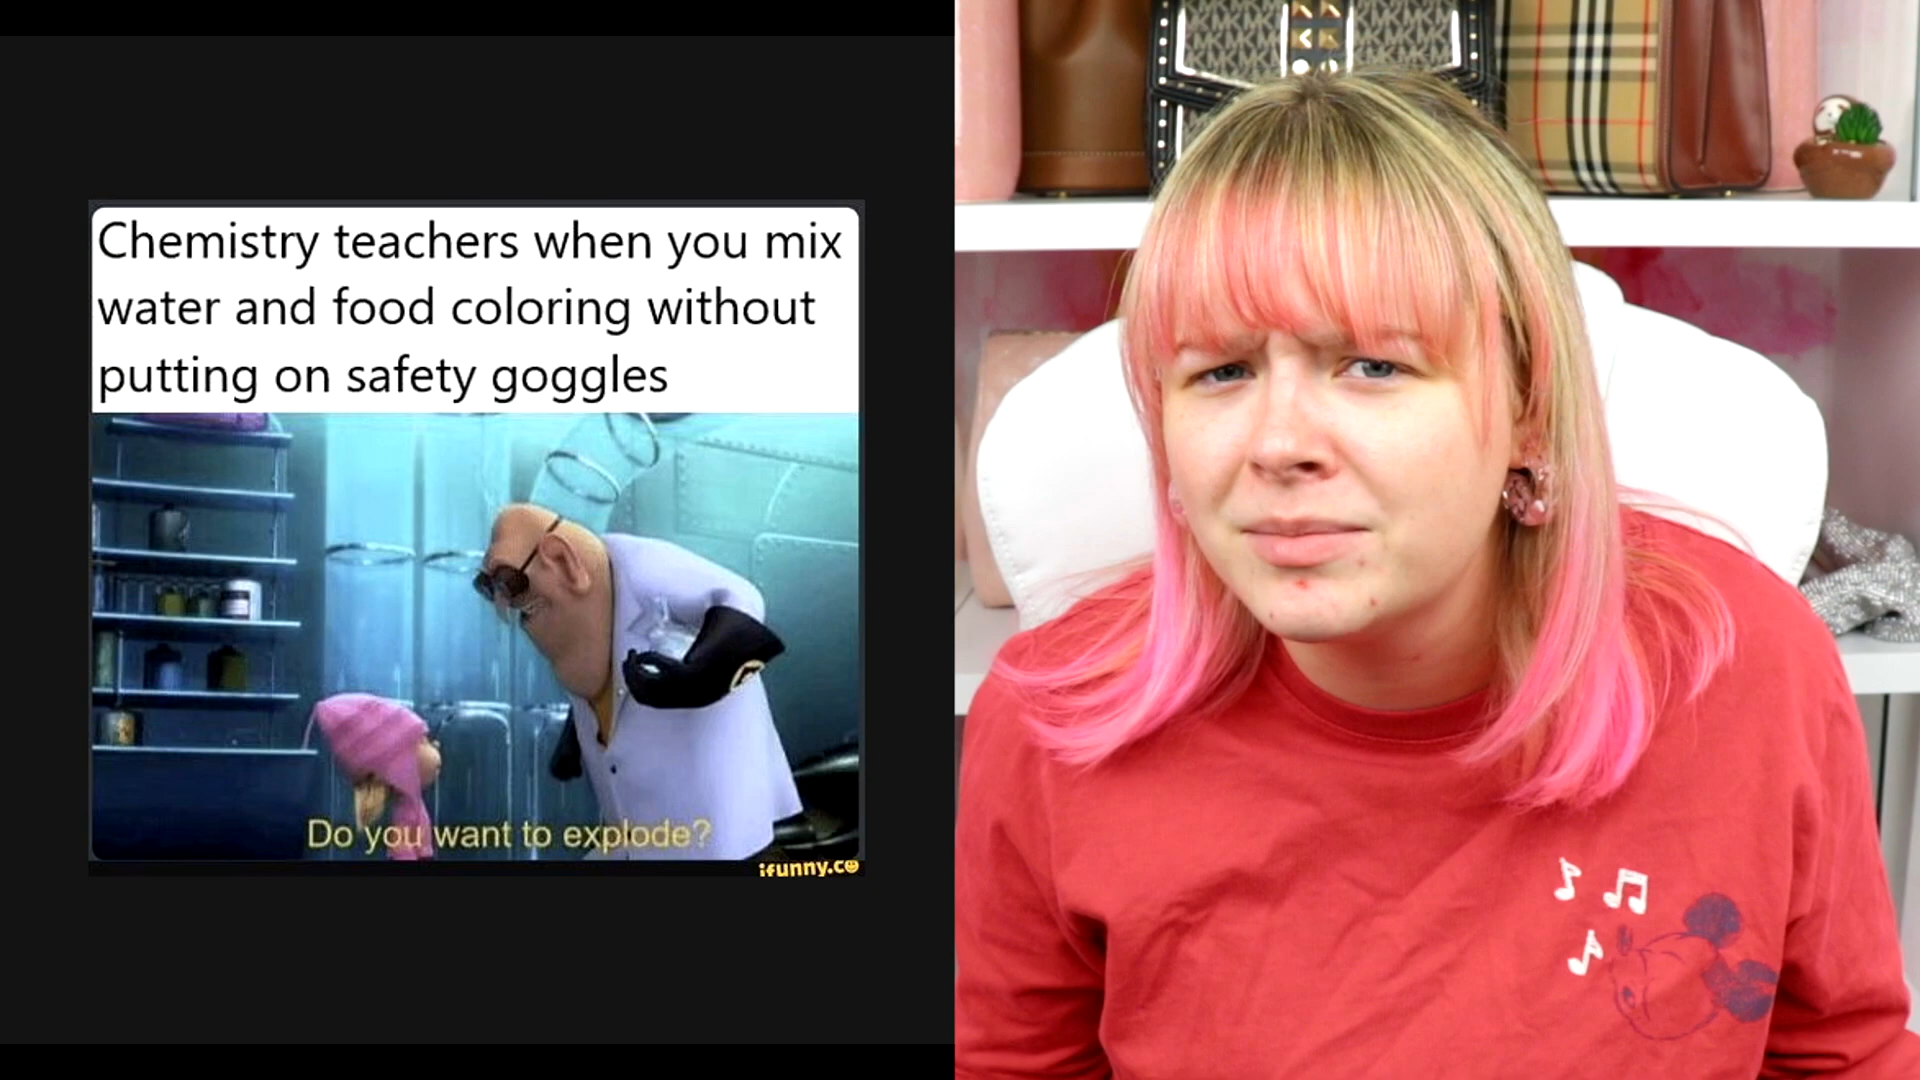 Chemistry teachers when you mix
water and food coloring without
putting on safety goggles
Do you want to explode?
ifunny.co